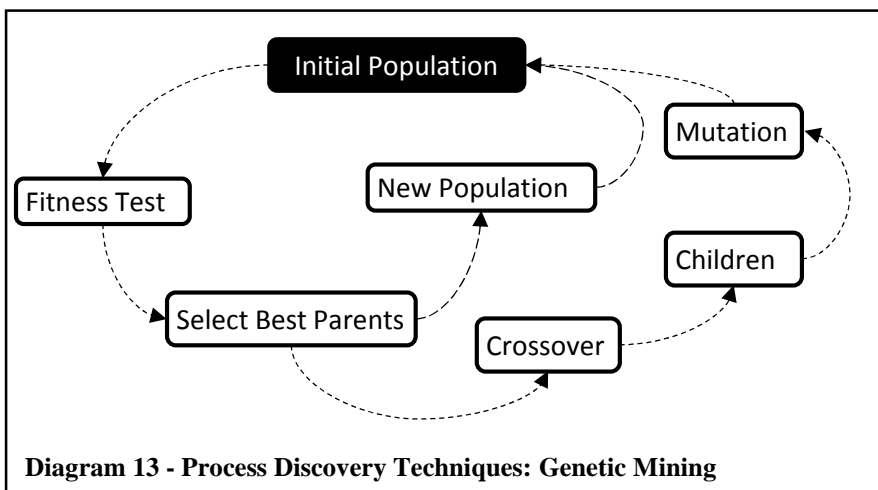 Initial Population
Mutation
New Population
Fitness Test
Children
Select Best Parents
Crossover
Diagram 13 - Process Discovery Techniques: Genetic Mining